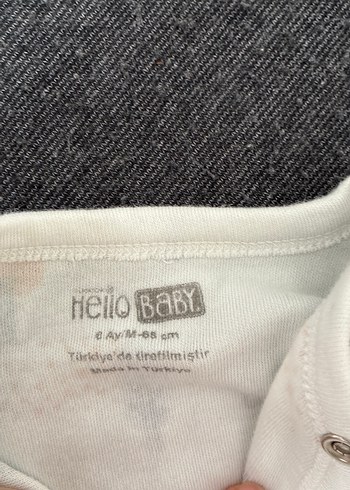 Hello BABY
6 Ay/M-68 cm
Türkiye'de üretilmiştir
Made in Türkiye